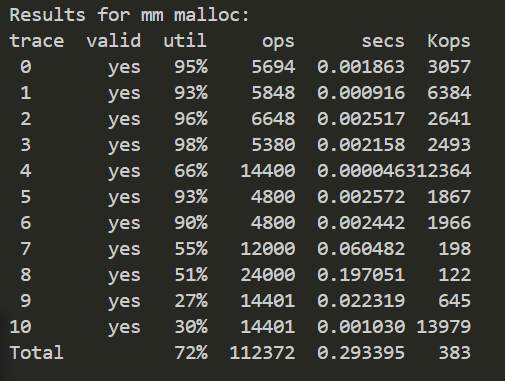 Results for mm malloc:
trace  valid  util     ops      secs  Kops
 0       yes   95%    5694  0.001863  3057
 1       yes   93%    5848  0.000916  6384
 2       yes   96%    6648  0.002517  2641
 3       yes   98%    5380  0.002158  2493
 4       yes   66%   14400  0.000046312364
 5       yes   93%    4800  0.002572  1867
 6       yes   90%    4800  0.002442  1966
 7       yes   55%   12000  0.060482   198
 8       yes   51%   24000  0.197051   122
 9       yes   27%   14401  0.022319   645
10       yes   30%   14401  0.001030 13979
Total          72%  112372  0.293395   383